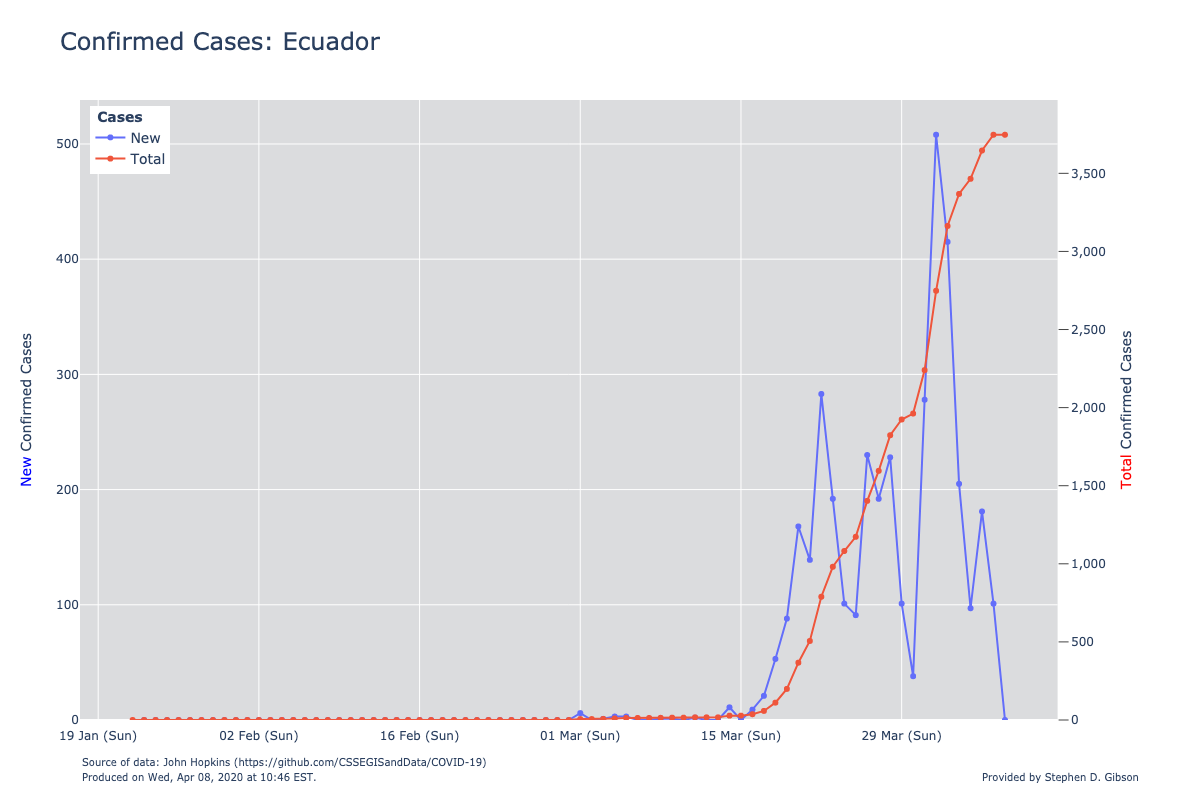 Confirmed Cases: Ecuador
Cases
New
Total
500
400
300
200
100
0
New Confirmed Cases
3,500
3,000
2,500
2,000
1,500
1,000
500
0
Total Confirmed Cases
19 Jan (Sun)
02 Feb (Sun)
16 Feb (Sun)
01 Mar (Sun)
15 Mar (Sun)
29 Mar (Sun)
Source of data: John Hopkins (https://github.com/CSSEGISandData/COVID-19)
Produced on Wed, Apr 08, 2020 at 10:46 EST.
Provided by Stephen D. Gibson